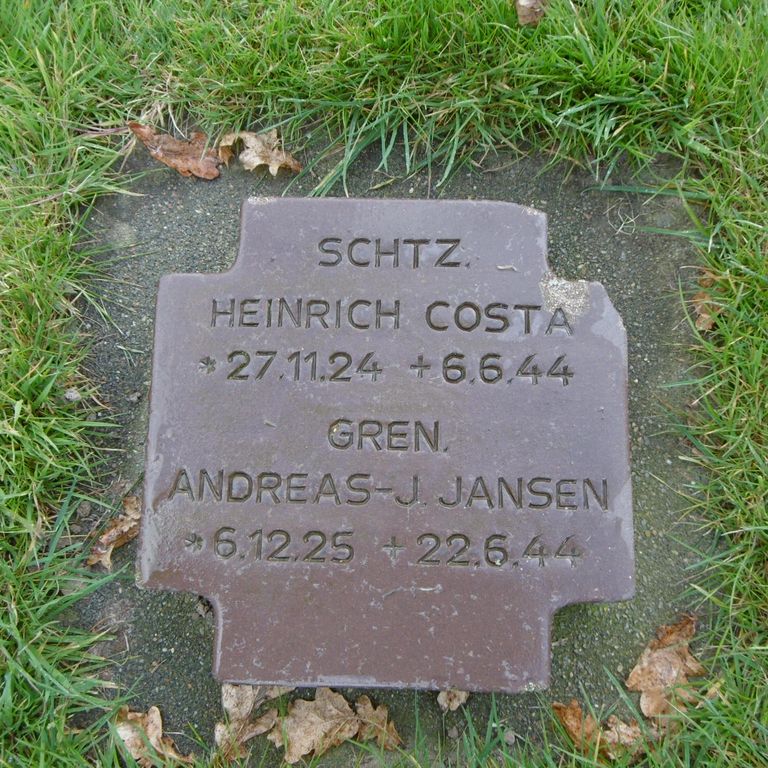 SCHTZ.
HEINRICH COSTA
*27.11.24 +6.6.44
GREN.
ANDREAS-J. JANSEN
*6.12.25 +22.6.44